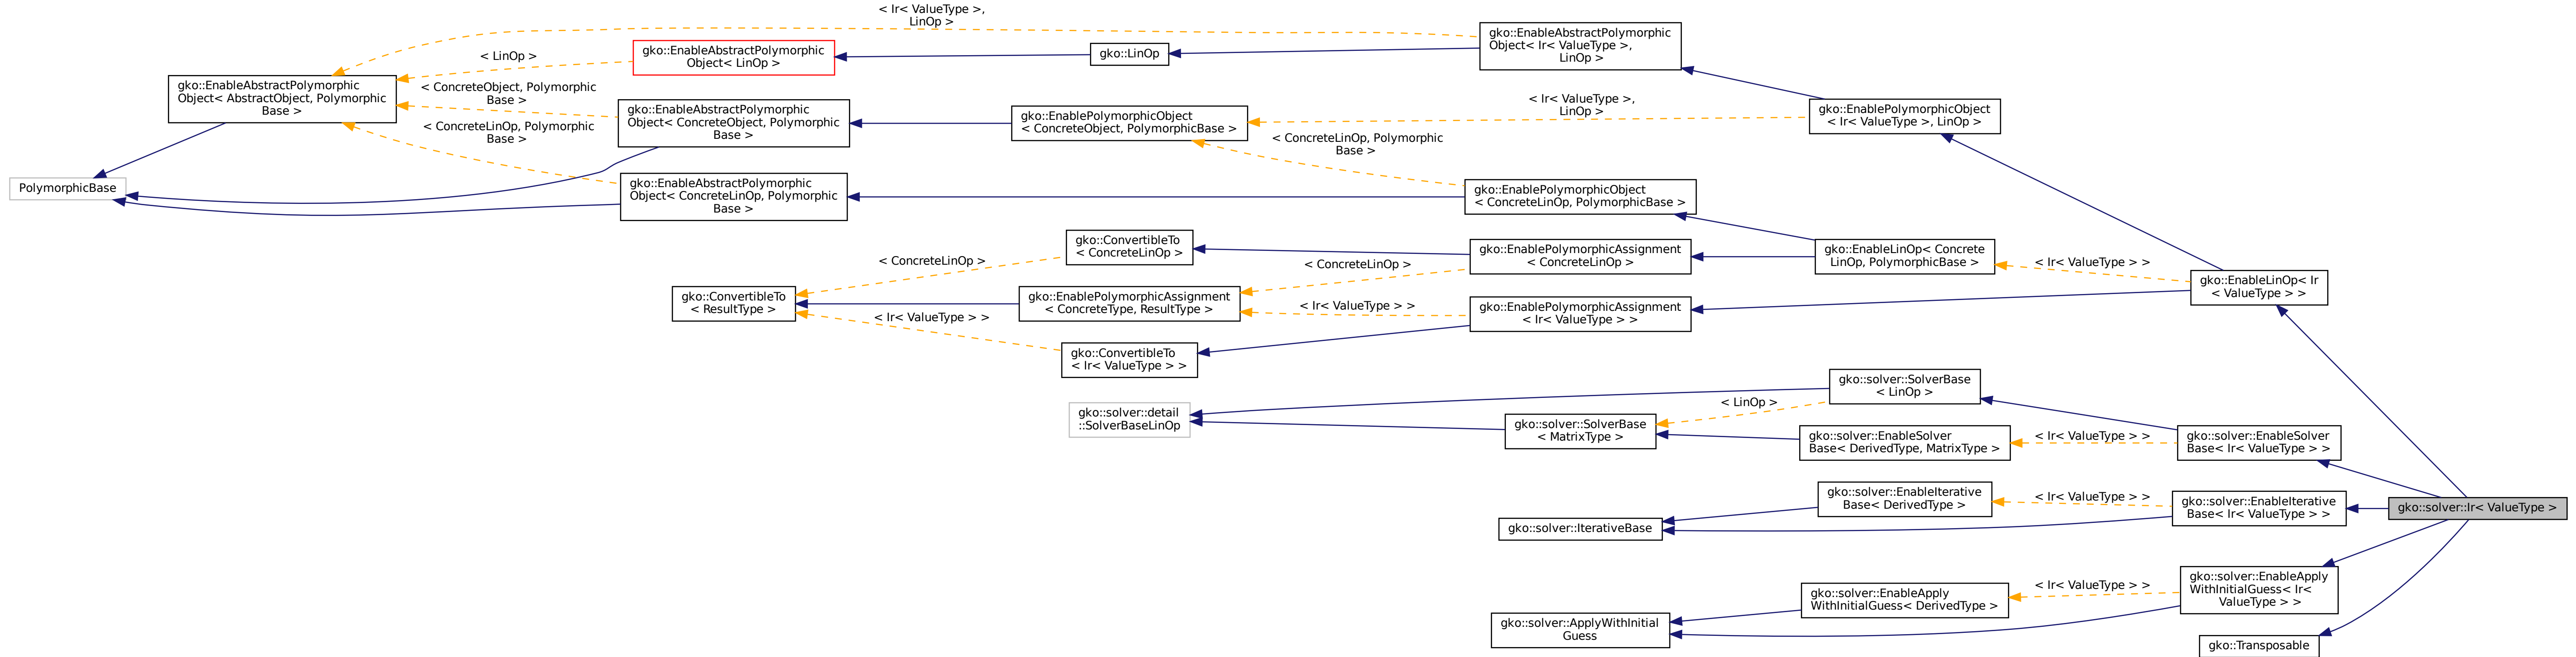 < Ir< ValueType >,
LinOp >
gko::EnableAbstractPolymorphic
Object< Ir< ValueType >,
LinOp >
gko::EnableAbstractPolymorphic
Object< LinOp >
gko::LinOp
< LinOp >
gko::EnableAbstractPolymorphic
Object< AbstractObject, Polymorphic
Base >
< ConcreteObject, Polymorphic
Base >
gko::EnableAbstractPolymorphic
Object< ConcreteObject, Polymorphic
Base >
gko::EnablePolymorphicObject
< ConcreteObject, PolymorphicBase >
< Ir< ValueType >,
LinOp >
gko::EnablePolymorphicObject
< Ir< ValueType >, LinOp >
< ConcreteLinOp, Polymorphic
Base >
< ConcreteLinOp, Polymorphic
Base >
PolymorphicBase
gko::EnableAbstractPolymorphic
Object< ConcreteLinOp, Polymorphic
Base >
gko::EnablePolymorphicObject
< ConcreteLinOp, PolymorphicBase >
gko::ConvertibleTo
< ConcreteLinOp >
gko::EnablePolymorphicAssignment
< ConcreteLinOp >
gko::EnableLinOp< Concrete
LinOp, PolymorphicBase >
< ConcreteLinOp >
< ConcreteLinOp >
< Ir< ValueType > >
gko::EnableLinOp< Ir
< ValueType > >
gko::ConvertibleTo
< ResultType >
gko::EnablePolymorphicAssignment
< ConcreteType, ResultType >
< Ir< ValueType > >
gko::EnablePolymorphicAssignment
< Ir< ValueType > >
< Ir< ValueType > >
gko::ConvertibleTo
< Ir< ValueType > >
gko::solver::SolverBase
< LinOp >
gko::solver::detail
::SolverBaseLinOp
< LinOp >
gko::solver::SolverBase
< MatrixType >
gko::solver::EnableSolver
Base< DerivedType, MatrixType >
< Ir< ValueType > >
gko::solver::EnableSolver
Base< Ir< ValueType > >
gko::solver::EnableIterative
Base< DerivedType >
< Ir< ValueType > >
gko::solver::EnableIterative
Base< Ir< ValueType > >
gko::solver::Ir< ValueType >
gko::solver::IterativeBase
gko::solver::EnableApply
WithInitialGuess< DerivedType >
< Ir< ValueType > >
gko::solver::EnableApply
WithInitialGuess< Ir<
ValueType > >
gko::solver::ApplyWithInitial
Guess
gko::Transposable